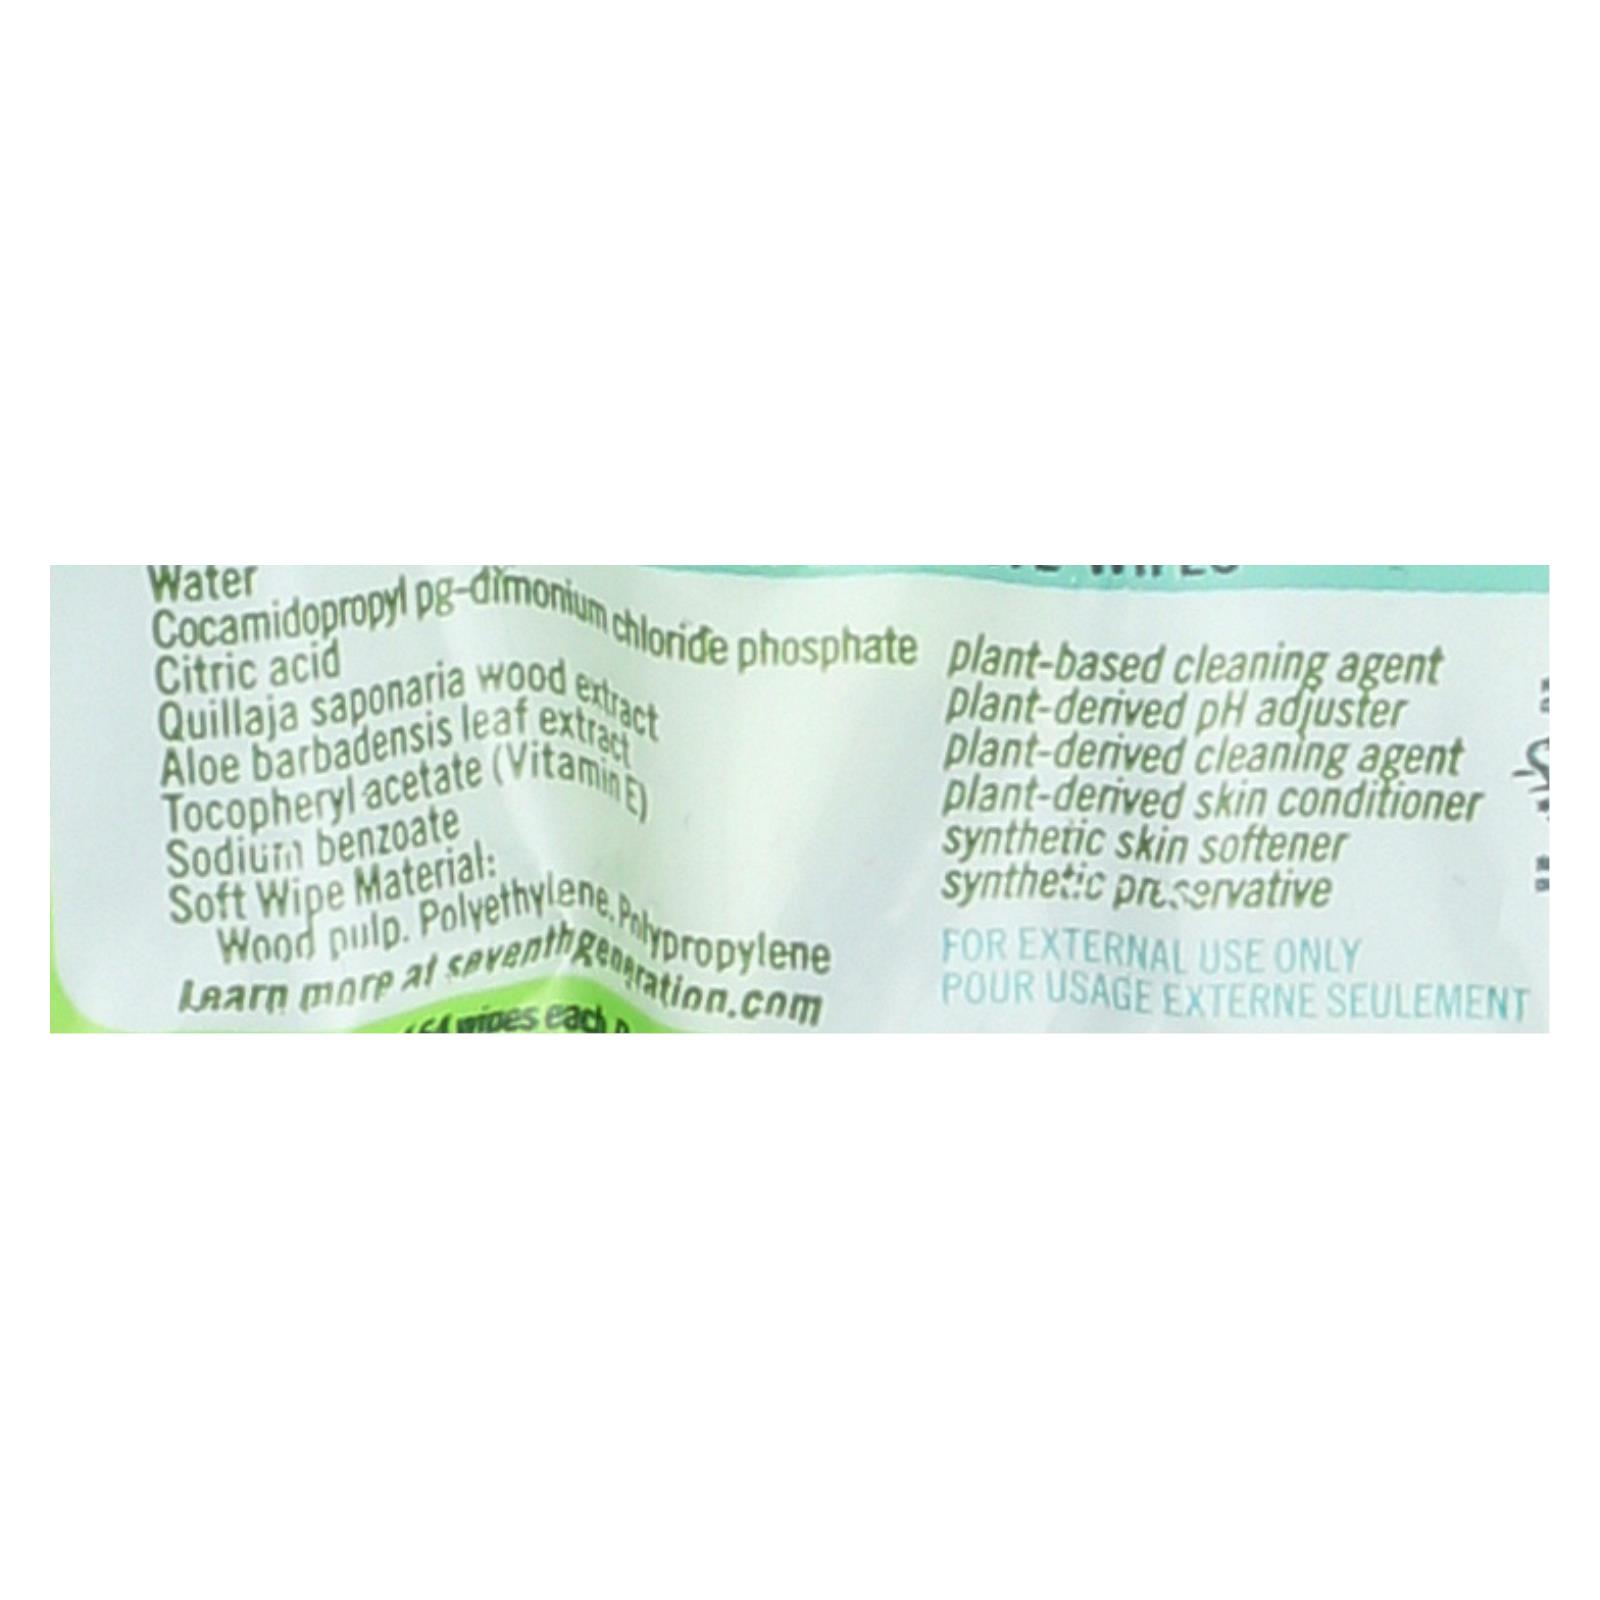 WIPES
Water
Cocamidopropyl pg-dimonium chloride phosphate plant-based cleaning agent
Citric acid plant-derived pH adjuster
Quillaja saponaria wood extract plant-derived cleaning agent
Aloe barbadensis leaf extract plant-derived skin conditioner
Tocopheryl acetate (Vitamin E) synthetic skin softener
Sodium benzoate synthetic preservative
Soft Wipe Material:
Wood pulp, Polyethylene, Polypropylene
Learn more at seventhgeneration.com
FOR EXTERNAL USE ONLY
POUR USAGE EXTERNE SEULEMENT
wipes each